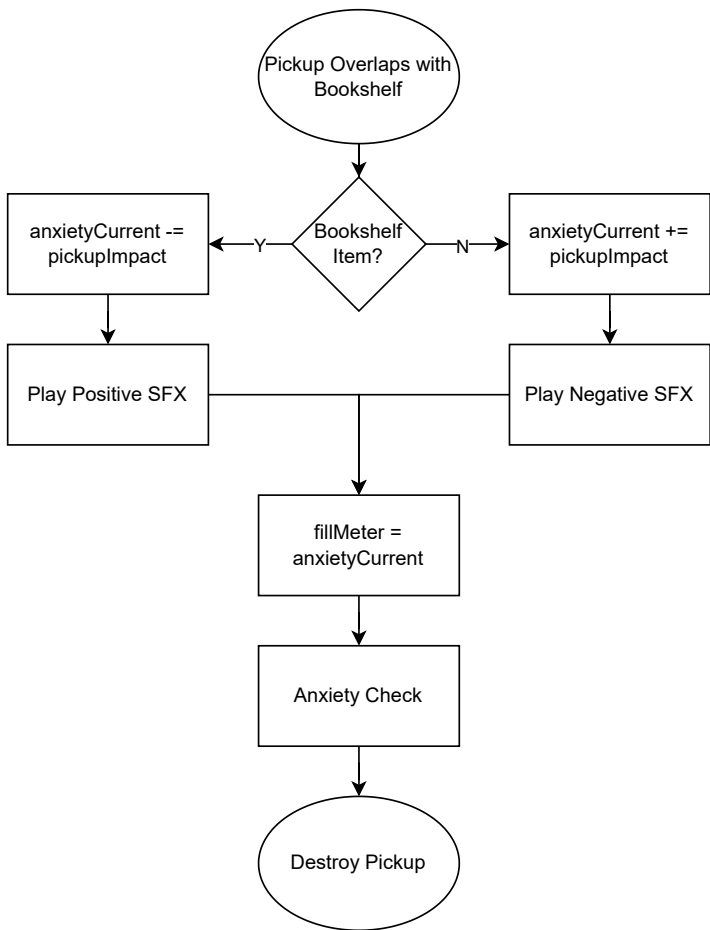 Pickup Overlaps with
Bookshelf
Bookshelf
Item?
Y
N
anxietyCurrent -=
pickupImpact
anxietyCurrent +=
pickupImpact
Play Positive SFX
Play Negative SFX
fillMeter =
anxietyCurrent
Anxiety Check
Destroy Pickup